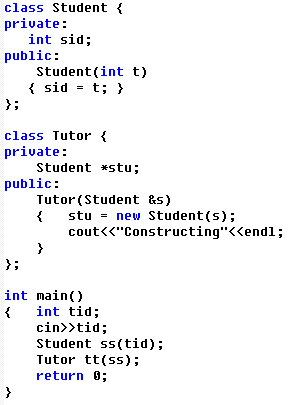 class Student {
private:
   int sid;
public:
    Student(int t)
   { sid = t; }
};

class Tutor {
private:
    Student *stu;
public:
    Tutor(Student &s)
    {   stu = new Student(s);
        cout<<"Constructing"<<endl;
    }
};

int main()
{   int tid;
    cin>>tid;
    Student ss(tid);
    Tutor tt(ss);
    return 0;
}